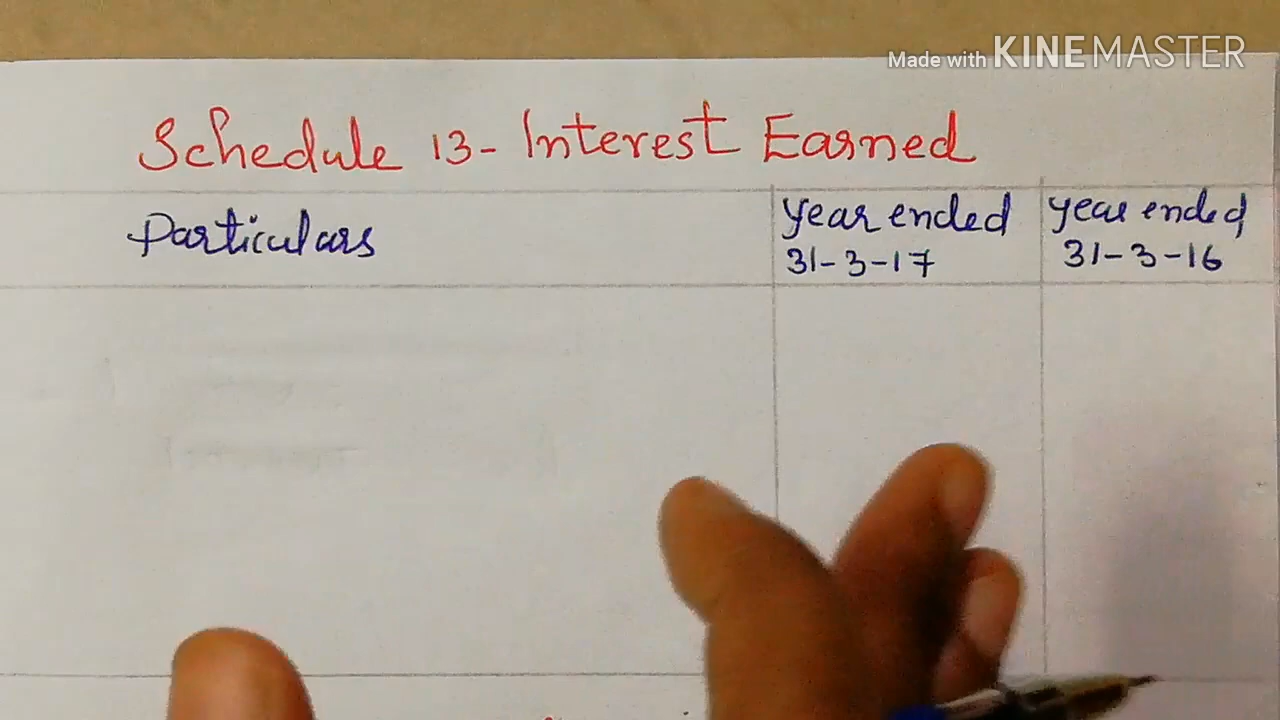 Made with KINEMASTER
Schedule 13- Interest Earned
Particulars
year ended
31-3-17
year ended
31-3-16